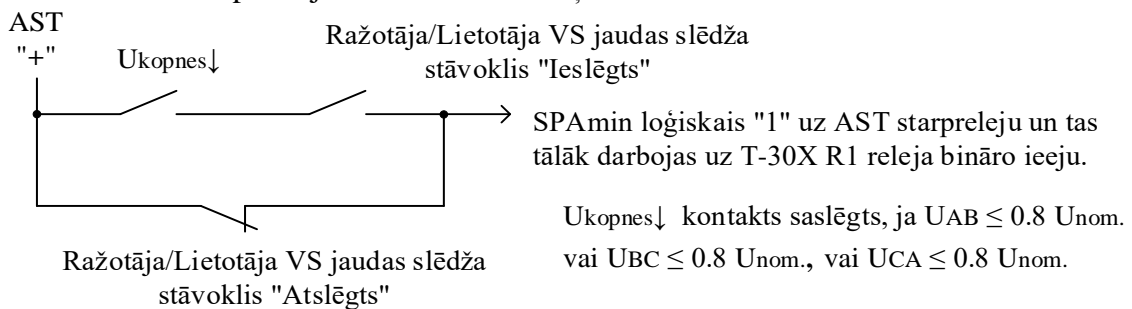 AST
"+"
Ukopnes↓
Ražotāja/Lietotāja VS jaudas slēdža
stāvoklis "Ieslēgts"
SPAmin loģiskais "1" uz AST starpreleju un tas
tālāk darbojas uz T-30X R1 releja bināro ieeju.
Ukopnes↓ kontakts saslēgts, ja UAB ≤ 0.8 Unom.
vai UBC ≤ 0.8 Unom., vai UCA ≤ 0.8 Unom.
Ražotāja/Lietotāja VS jaudas slēdža
stāvoklis "Atslēgts"